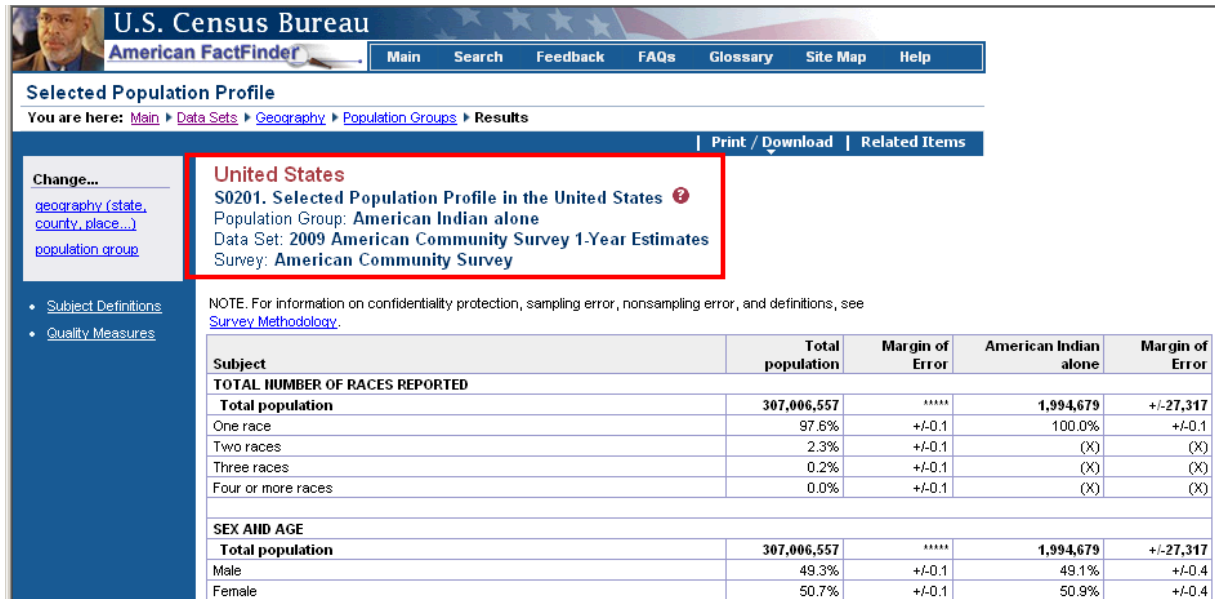 U.S. Census Bureau
American FactFinder
Main Search Feedback FAQs Glossary Site Map Help
Selected Population Profile
You are here: Main ▶ Data Sets ▶ Geography ▶ Population Groups ▶ Results
| Print / Download | Related Items
Change...
geography (state,
county, place...)
population group
• Subject Definitions
• Quality Measures
United States
S0201. Selected Population Profile in the United States ?
Population Group: American Indian alone
Data Set: 2009 American Community Survey 1-Year Estimates
Survey: American Community Survey
NOTE. For information on confidentiality protection, sampling error, nonsampling error, and definitions, see
Survey Methodology.
Subject Total population Margin of Error American Indian alone Margin of Error
TOTAL NUMBER OF RACES REPORTED
Total population 307,006,557 ***** 1,994,679 +/-27,317
One race 97.6% +/-0.1 100.0% +/-0.1
Two races 2.3% +/-0.1 (X) (X)
Three races 0.2% +/-0.1 (X) (X)
Four or more races 0.0% +/-0.1 (X) (X)
SEX AND AGE
Total population 307,006,557 ***** 1,994,679 +/-27,317
Male 49.3% +/-0.1 49.1% +/-0.4
Female 50.7% +/-0.1 50.9% +/-0.4